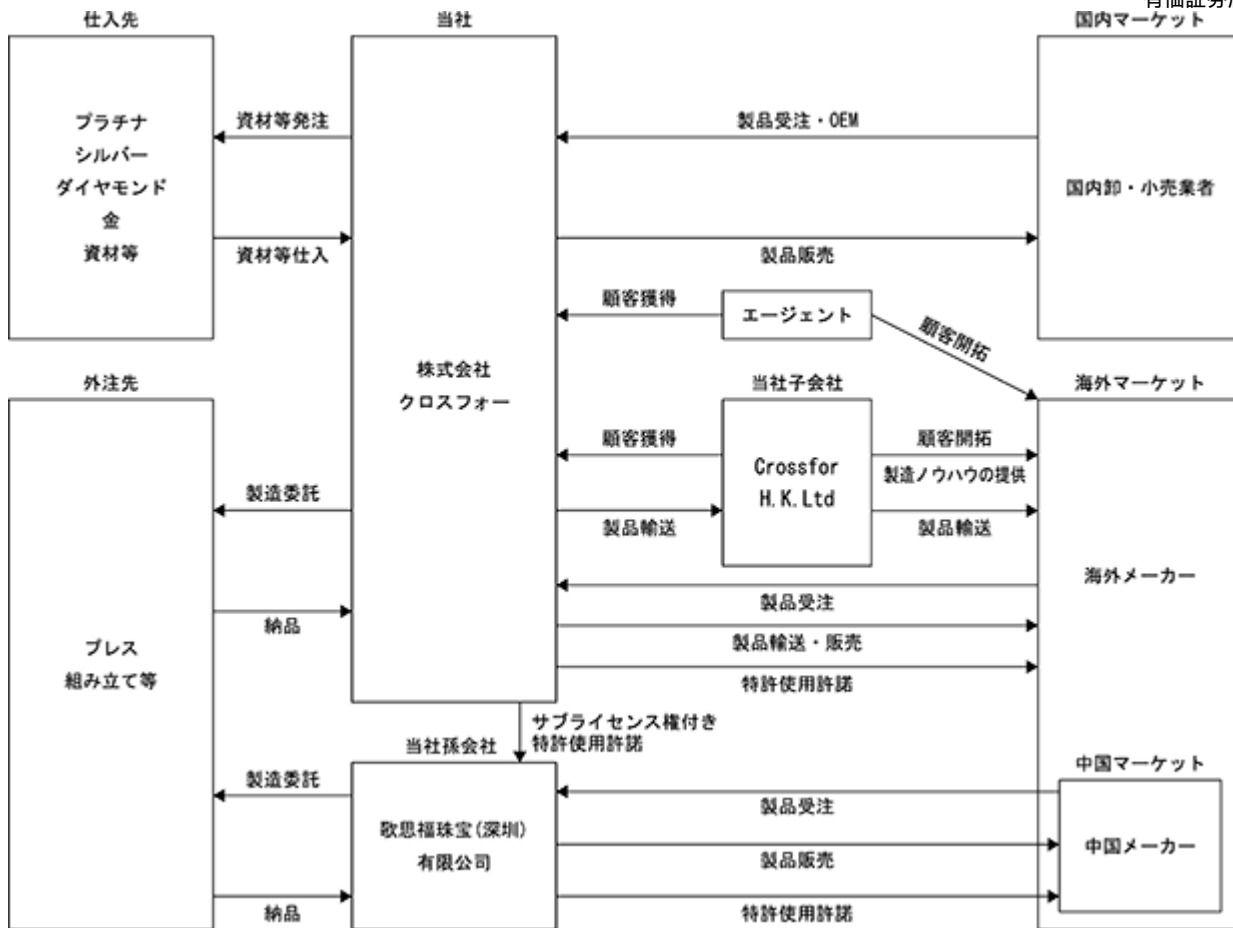 仕入先
当社
国内マーケット
プラチナ
シルバー
ダイヤモンド
金
資材等
資材等発注
資材等仕入
製品受注・OEM
国内卸・小売業者
製品販売
顧客獲得
エージェント
顧客開拓
株式会社
クロスフォー
外注先
当社子会社
海外マーケット
顧客獲得
Crossfor
H.K.Ltd
顧客開拓
製造ノウハウの提供
製造委託
製品輸送
製品輸送
海外メーカー
製品受注
納品
製品輸送・販売
プレス
組み立て等
特許使用許諾
サブライセンス権付き
特許使用許諾
当社孫会社
中国マーケット
製造委託
製品受注
歌思福珠宝(深圳)
有限公司
中国メーカー
製品販売
納品
特許使用許諾